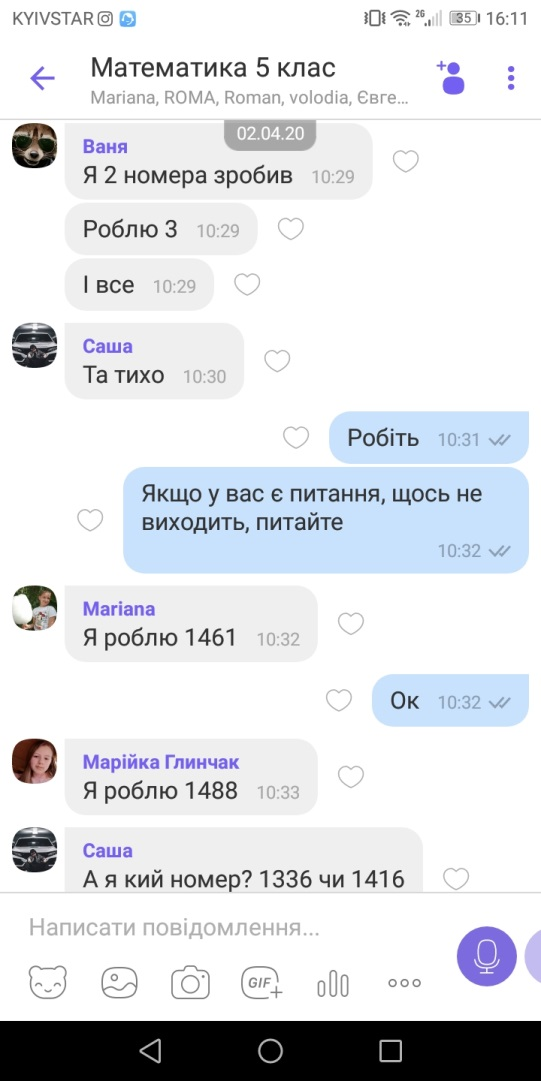 KYIVSTAR 2G 35 16:11
Математика 5 клас
Mariana, ROMA, Roman, volodia, Євге...
02.04.20
Ваня
Я 2 номера зробив 10:29
Роблю 3 10:29
І все 10:29
Саша
Та тихо 10:30
Робіть 10:31
Якщо у вас є питання, щось не
виходить, питайте
10:32
Mariana
Я роблю 1461 10:32
Ок 10:32
Марійка Глинчак
Я роблю 1488 10:33
Саша
А я кий номер? 1336 чи 1416
Написати повідомлення...
GIF